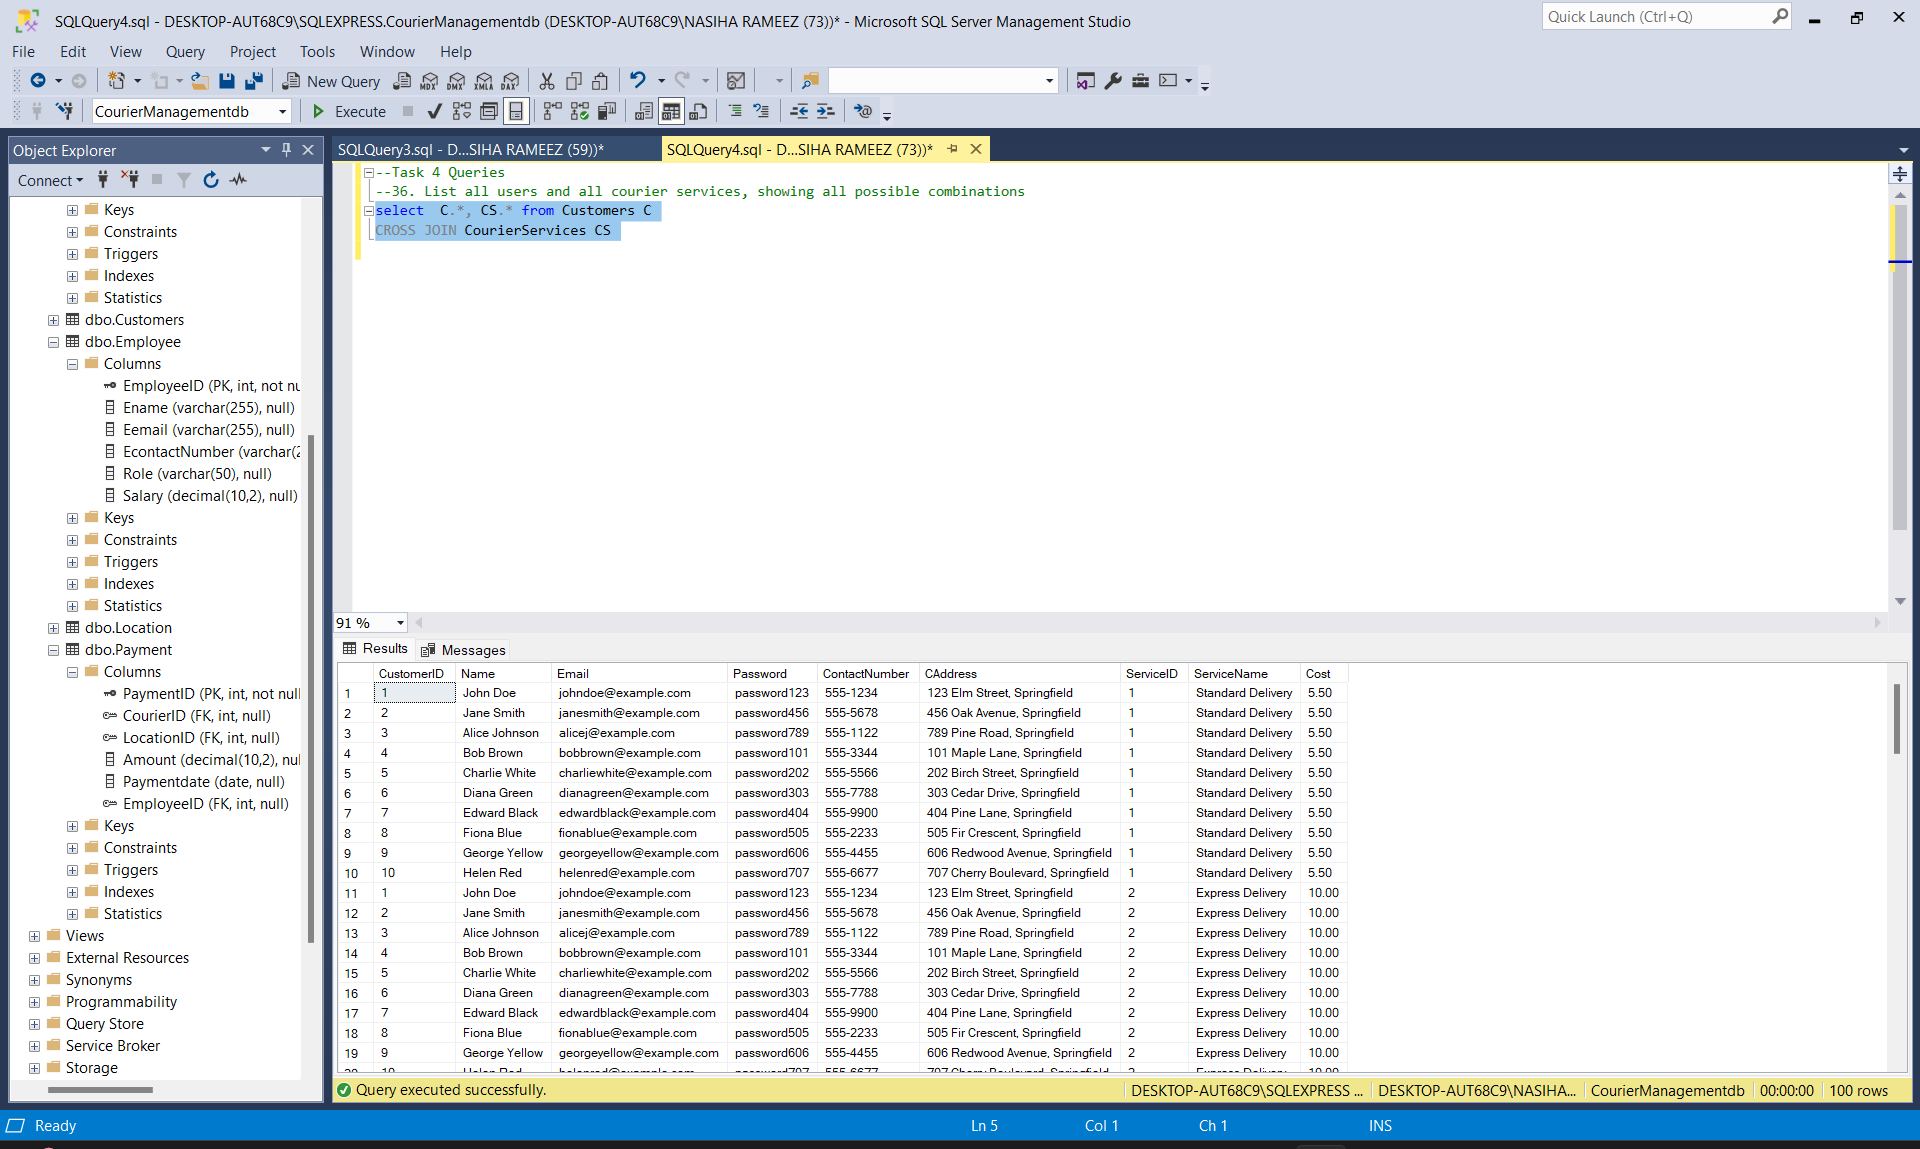 SQLQuery4.sql - DESKTOP-AUT68C9\SQLEXPRESS.CourierManagementdb (DESKTOP-AUT68C9\NASIHA RAMEEZ (73))* - Microsoft SQL Server Management Studio
Quick Launch (Ctrl+Q)
File Edit View Query Project Tools Window Help
New Query MDX DMX XMLA DAX
CourierManagementdb Execute
Object Explorer
Connect
Keys
Constraints
Triggers
Indexes
Statistics
dbo.Customers
dbo.Employee
Columns
EmployeeID (PK, int, not nu
Ename (varchar(255), null)
Eemail (varchar(255), null)
EcontactNumber (varchar(2
Role (varchar(50), null)
Salary (decimal(10,2), null)
Keys
Constraints
Triggers
Indexes
Statistics
dbo.Location
dbo.Payment
Columns
PaymentID (PK, int, not null
CourierID (FK, int, null)
LocationID (FK, int, null)
Amount (decimal(10,2), nul
Paymentdate (date, null)
EmployeeID (FK, int, null)
Keys
Constraints
Triggers
Indexes
Statistics
Views
External Resources
Synonyms
Programmability
Query Store
Service Broker
Storage
SQLQuery3.sql - D...SIHA RAMEEZ (59))*
SQLQuery4.sql - D...SIHA RAMEEZ (73))*
--Task 4 Queries
--36. List all users and all courier services, showing all possible combinations
select  C.*, CS.* from Customers C
CROSS JOIN CourierServices CS
91 %
Results Messages
CustomerID Name Email Password ContactNumber CAddress ServiceID ServiceName Cost
1 1 John Doe johndoe@example.com password123 555-1234 123 Elm Street, Springfield 1 Standard Delivery 5.50
2 2 Jane Smith janesmith@example.com password456 555-5678 456 Oak Avenue, Springfield 1 Standard Delivery 5.50
3 3 Alice Johnson alicej@example.com password789 555-1122 789 Pine Road, Springfield 1 Standard Delivery 5.50
4 4 Bob Brown bobbrown@example.com password101 555-3344 101 Maple Lane, Springfield 1 Standard Delivery 5.50
5 5 Charlie White charliewhite@example.com password202 555-5566 202 Birch Street, Springfield 1 Standard Delivery 5.50
6 6 Diana Green dianagreen@example.com password303 555-7788 303 Cedar Drive, Springfield 1 Standard Delivery 5.50
7 7 Edward Black edwardblack@example.com password404 555-9900 404 Pine Lane, Springfield 1 Standard Delivery 5.50
8 8 Fiona Blue fionablue@example.com password505 555-2233 505 Fir Crescent, Springfield 1 Standard Delivery 5.50
9 9 George Yellow georgeyellow@example.com password606 555-4455 606 Redwood Avenue, Springfield 1 Standard Delivery 5.50
10 10 Helen Red helenred@example.com password707 555-6677 707 Cherry Boulevard, Springfield 1 Standard Delivery 5.50
11 1 John Doe johndoe@example.com password123 555-1234 123 Elm Street, Springfield 2 Express Delivery 10.00
12 2 Jane Smith janesmith@example.com password456 555-5678 456 Oak Avenue, Springfield 2 Express Delivery 10.00
13 3 Alice Johnson alicej@example.com password789 555-1122 789 Pine Road, Springfield 2 Express Delivery 10.00
14 4 Bob Brown bobbrown@example.com password101 555-3344 101 Maple Lane, Springfield 2 Express Delivery 10.00
15 5 Charlie White charliewhite@example.com password202 555-5566 202 Birch Street, Springfield 2 Express Delivery 10.00
16 6 Diana Green dianagreen@example.com password303 555-7788 303 Cedar Drive, Springfield 2 Express Delivery 10.00
17 7 Edward Black edwardblack@example.com password404 555-9900 404 Pine Lane, Springfield 2 Express Delivery 10.00
18 8 Fiona Blue fionablue@example.com password505 555-2233 505 Fir Crescent, Springfield 2 Express Delivery 10.00
19 9 George Yellow georgeyellow@example.com password606 555-4455 606 Redwood Avenue, Springfield 2 Express Delivery 10.00
Query executed successfully.
DESKTOP-AUT68C9\SQLEXPRESS ... DESKTOP-AUT68C9\NASIHA... CourierManagementdb 00:00:00 100 rows
Ready Ln 5 Col 1 Ch 1 INS